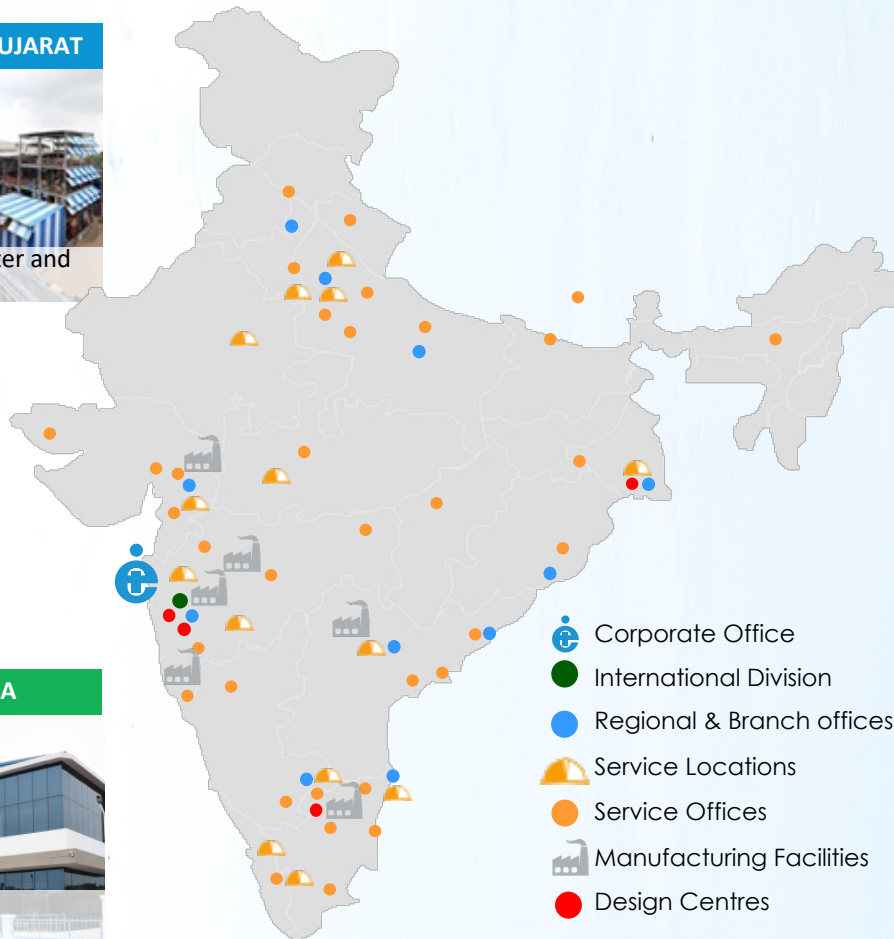 UJARAT
ter and
A
Corporate Office
International Division
Regional & Branch offices
Service Locations
Service Offices
Manufacturing Facilities
Design Centres